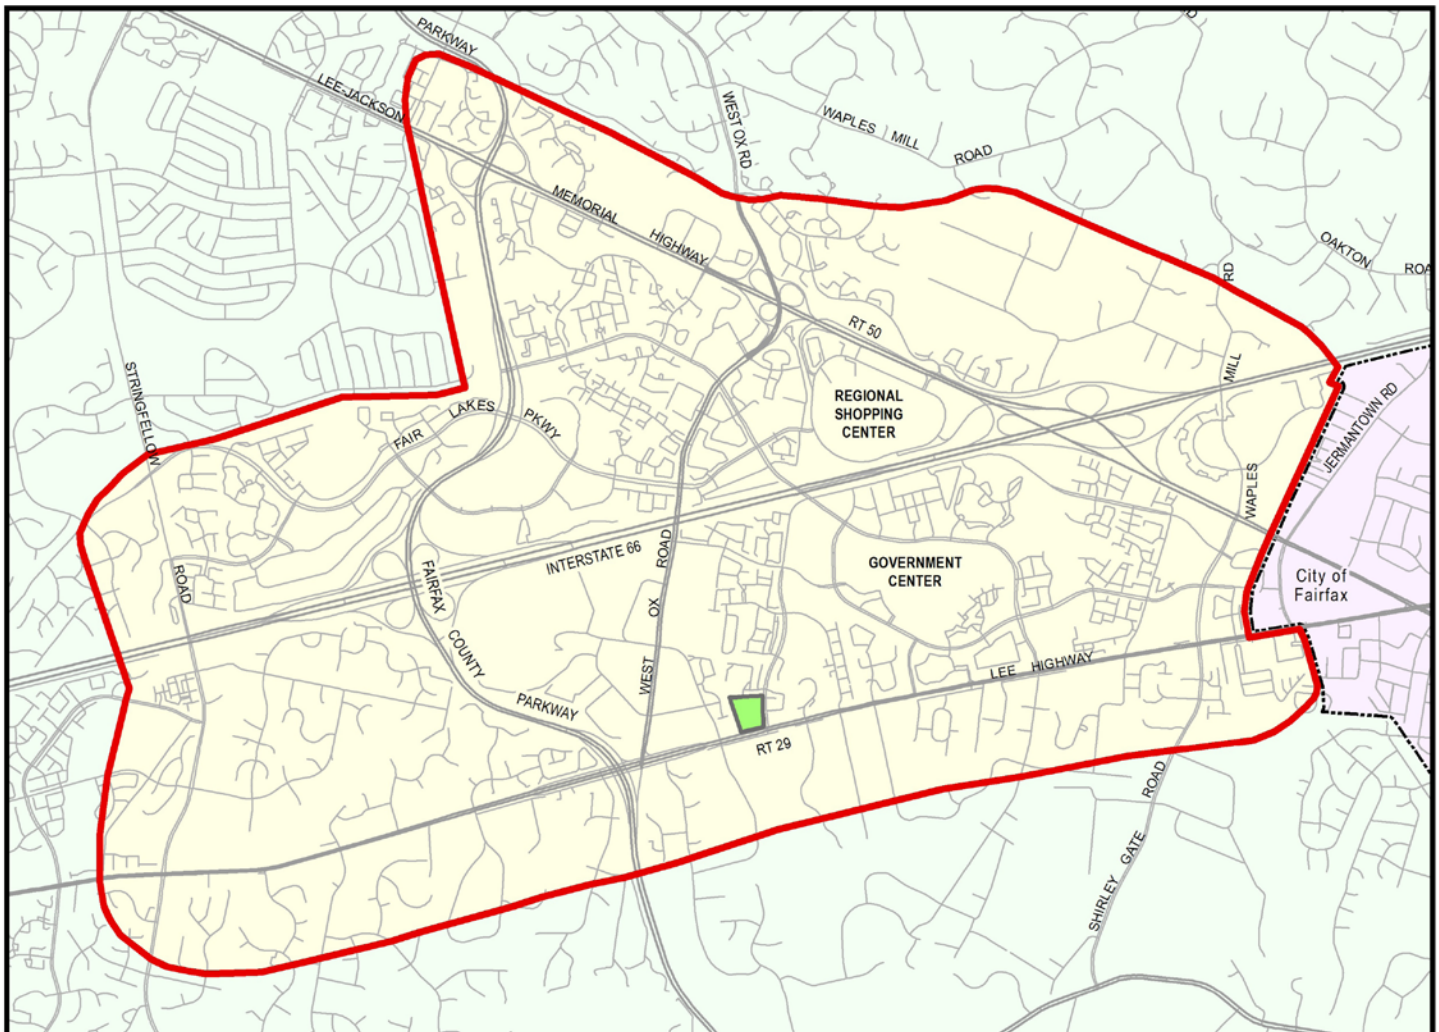 PARKWAY
LEE-JACKSON
WEST OX RD
WAPLES MILL ROAD
MEMORIAL
HIGHWAY
OAKTON
RD
RT 50
STRINGFELLOW
MILL
REGIONAL
SHOPPING
CENTER
JERMANTOWN RD
FAIR LAKES PKWY
WAPLES
INTERSTATE 66
ROAD
GOVERNMENT
CENTER
FAIRFAX
ROAD
City of
Fairfax
OX
COUNTY
WEST
LEE HIGHWAY
PARKWAY
RT 29
ROAD
GATE
SHIRLEY